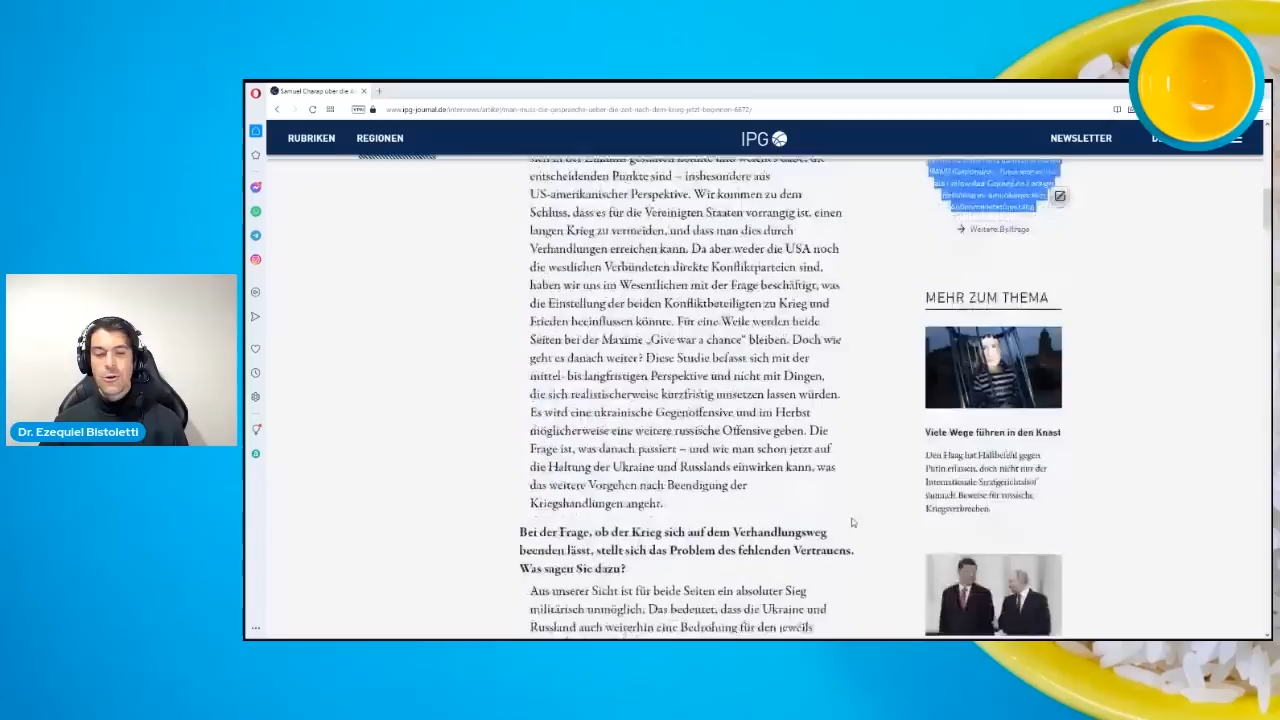 Samuel Charap über die
www.ipg-journal.de/interviews/artikel/man-muss-die-gespraeche-ueber-die-zeit-nach-dem-krieg-jetzt-beginnen-6672/
RUBRIKEN REGIONEN
IPG
NEWSLETTER
entscheidenden Punkte sind – insbesondere aus
US-amerikanischer Perspektive. Wir kommen zu dem
Schluss, dass es für die Vereinigten Staaten vorrangig ist, einen
langen Krieg zu vermeiden, und dass man dies durch
Verhandlungen erreichen kann. Da aber weder die USA noch
die westlichen Verbündeten direkte Konfliktparteien sind,
haben wir uns im Wesentlichen mit der Frage beschäftigt, was
die Einstellung der beiden Konfliktbeteiligten zu Krieg und
Frieden beeinflussen könnte. Für eine Weile werden beide
Seiten bei der Maxime „Give war a chance“ bleiben. Doch wie
geht es danach weiter? Diese Studie befasst sich mit der
mittel- bis langfristigen Perspektive und nicht mit Dingen,
die sich realistischerweise kurzfristig umsetzen lassen würden.
Es wird eine ukrainische Gegenoffensive und im Herbst
möglicherweise eine weitere russische Offensive geben. Die
Frage ist, was danach passiert – und wie man schon jetzt auf
die Haltung der Ukraine und Russlands einwirken kann, was
das weitere Vorgehen nach Beendigung der
Kriegshandlungen angeht.
Bei der Frage, ob der Krieg sich auf dem Verhandlungsweg
beenden lässt, stellt sich das Problem des fehlenden Vertrauens.
Was sagen Sie dazu?
Aus unserer Sicht ist für beide Seiten ein absoluter Sieg
militärisch unmöglich. Das bedeutet, dass die Ukraine und
Russland auch weiterhin eine Bedrohung für den jeweils
Weitere Beiträge
MEHR ZUM THEMA
Viele Wege führen in den Knast
Den Haag hat Haftbefehl gegen
Putin erlassen, doch nicht nur der
Internationale Strafgerichtshof
sammelt Beweise für russische
Kriegsverbrechen.
Dr. Ezequiel Bistoletti